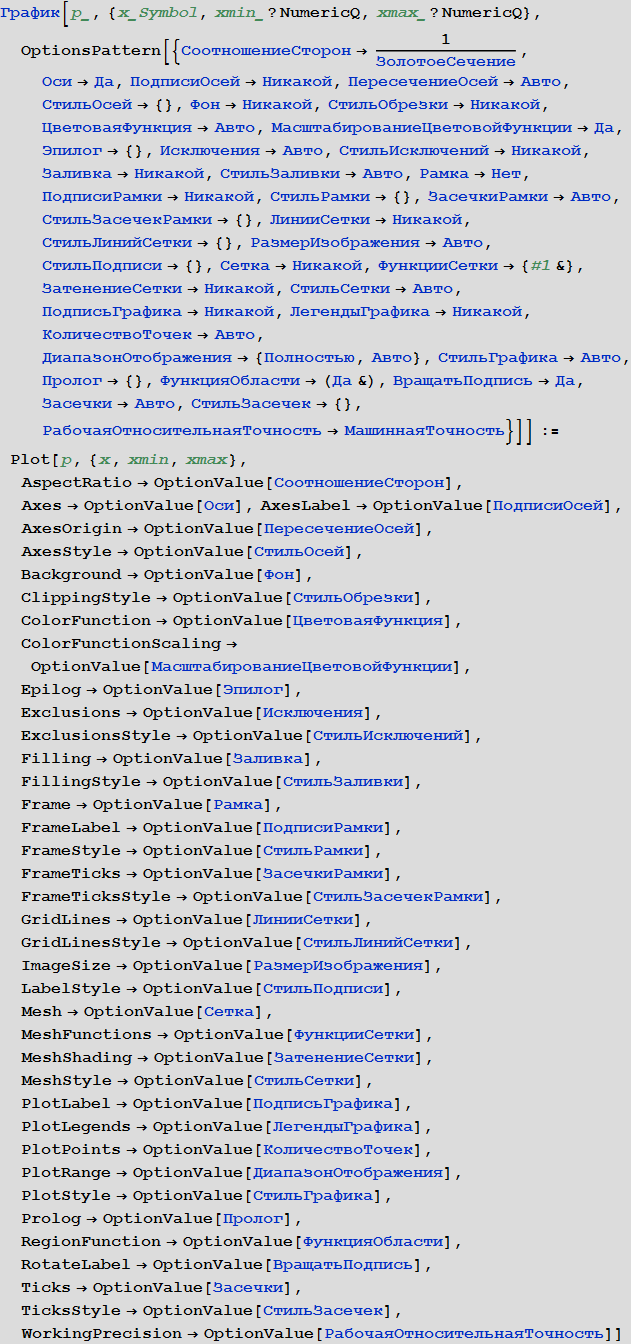 График[p_, {x_Symbol, xmin_?NumericQ, xmax_?NumericQ},
OptionsPattern[{СоотношениеСторон → 1/ЗолотоеСечение,
Оси → Да, ПодписиОсей → Никакой, ПересечениеОсей → Авто,
СтильОсей → {}, Фон → Никакой, СтильОбрезки → Никакой,
ЦветоваяФункция → Авто, МасштабированиеЦветовойФункции → Да,
Эпилог → {}, Исключения → Авто, СтильИсключений → Никакой,
Заливка → Никакой, СтильЗаливки → Авто, Рамка → Нет,
ПодписиРамки → Никакой, СтильРамки → {}, ЗасечкиРамки → Авто,
СтильЗасечекРамки → {}, ЛинииСетки → Никакой,
СтильЛинийСетки → {}, РазмерИзображения → Авто,
СтильПодписи → {}, Сетка → Никакой, ФункцииСетки → {#1 &},
ЗатенениеСетки → Никакой, СтильСетки → Авто,
ПодписьГрафика → Никакой, ЛегендыГрафика → Никакой,
КоличествоТочек → Авто,
ДиапазонОтображения → {Полностью, Авто}, СтильГрафика → Авто,
Пролог → {}, ФункцияОбласти → (Да &), ВращатьПодпись → Да,
Засечки → Авто, СтильЗасечек → {},
РабочаяОтносительнаяТочность → МашиннаяТочность}]] :=
Plot[p, {x, xmin, xmax},
AspectRatio → OptionValue[СоотношениеСторон],
Axes → OptionValue[Оси], AxesLabel → OptionValue[ПодписиОсей],
AxesOrigin → OptionValue[ПересечениеОсей],
AxesStyle → OptionValue[СтильОсей],
Background → OptionValue[Фон],
ClippingStyle → OptionValue[СтильОбрезки],
ColorFunction → OptionValue[ЦветоваяФункция],
ColorFunctionScaling →
OptionValue[МасштабированиеЦветовойФункции],
Epilog → OptionValue[Эпилог],
Exclusions → OptionValue[Исключения],
ExclusionsStyle → OptionValue[СтильИсключений],
Filling → OptionValue[Заливка],
FillingStyle → OptionValue[СтильЗаливки],
Frame → OptionValue[Рамка],
FrameLabel → OptionValue[ПодписиРамки],
FrameStyle → OptionValue[СтильРамки],
FrameTicks → OptionValue[ЗасечкиРамки],
FrameTicksStyle → OptionValue[СтильЗасечекРамки],
GridLines → OptionValue[ЛинииСетки],
GridLinesStyle → OptionValue[СтильЛинийСетки],
ImageSize → OptionValue[РазмерИзображения],
LabelStyle → OptionValue[СтильПодписи],
Mesh → OptionValue[Сетка],
MeshFunctions → OptionValue[ФункцииСетки],
MeshShading → OptionValue[ЗатенениеСетки],
MeshStyle → OptionValue[СтильСетки],
PlotLabel → OptionValue[ПодписьГрафика],
PlotLegends → OptionValue[ЛегендыГрафика],
PlotPoints → OptionValue[КоличествоТочек],
PlotRange → OptionValue[ДиапазонОтображения],
PlotStyle → OptionValue[СтильГрафика],
Prolog → OptionValue[Пролог],
RegionFunction → OptionValue[ФункцияОбласти],
RotateLabel → OptionValue[ВращатьПодпись],
Ticks → OptionValue[Засечки],
TicksStyle → OptionValue[СтильЗасечек],
WorkingPrecision → OptionValue[РабочаяОтносительнаяТочность]]